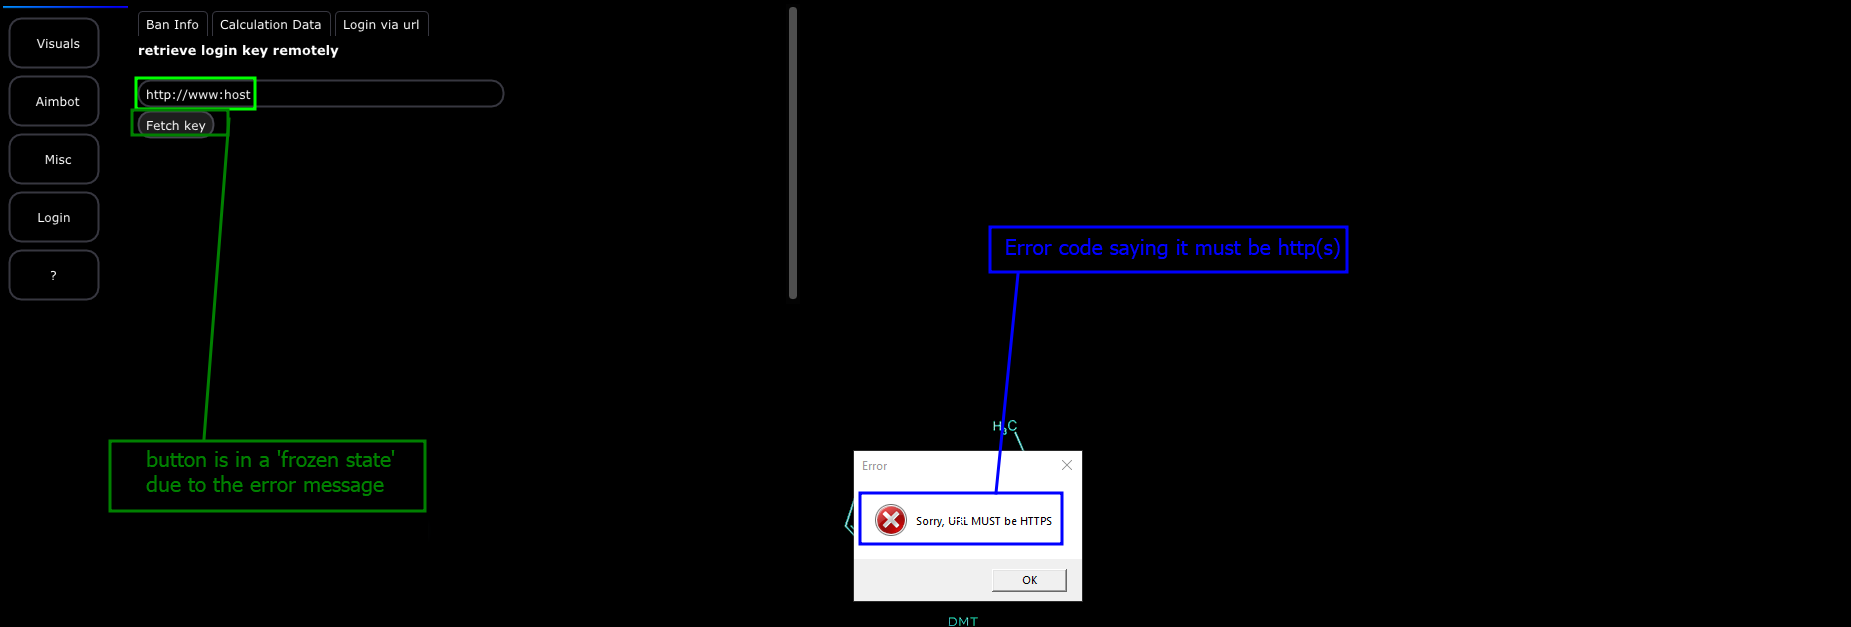 Visuals
Aimbot
Misc
Login
?
Ban Info
Calculation Data
Login via url
retrieve login key remotely
http://www:host
Fetch key
button is in a 'frozen state'
due to the error message
Error code saying it must be http(s)
H3C
Error
Sorry, URL MUST be HTTPS
OK
DMT